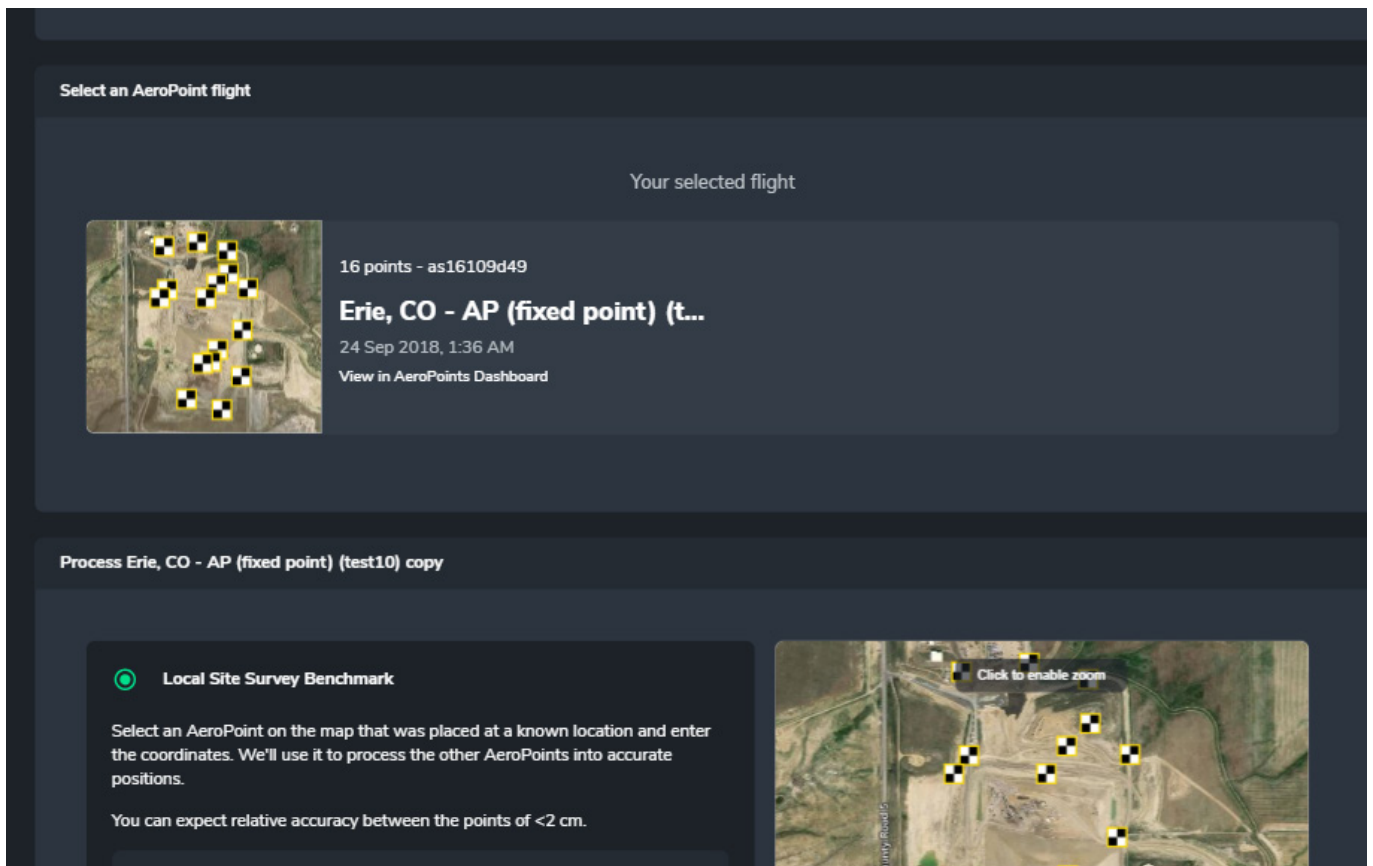 Select an AeroPoint flight
Your selected flight
16 points - as16109d49
Erie, CO - AP (fixed point) (t...
24 Sep 2018, 1:36 AM
View in AeroPoints Dashboard
Process Erie, CO - AP (fixed point) (test10) copy
Local Site Survey Benchmark
Select an AeroPoint on the map that was placed at a known location and enter
the coordinates. We'll use it to process the other AeroPoints into accurate
positions.
You can expect relative accuracy between the points of <2 cm.
Click to enable zoom
Road 5